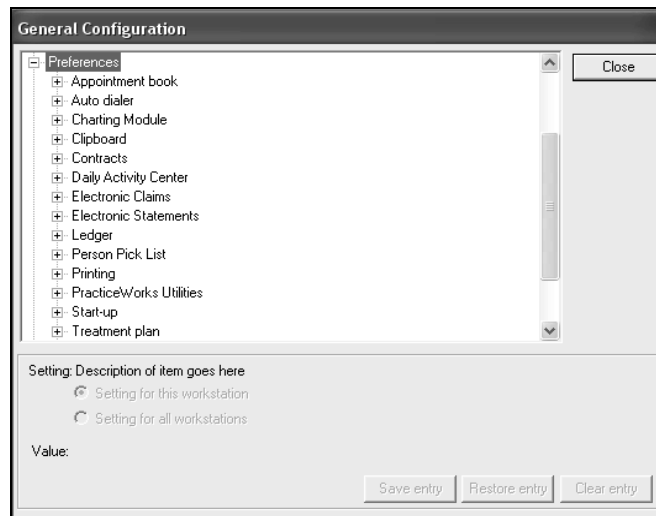 General Configuration
Preferences
Close
Appointment book
Auto dialer
Charting Module
Clipboard
Contracts
Daily Activity Center
Electronic Claims
Electronic Statements
Ledger
Person Pick List
Printing
PracticeWorks Utilities
Start-up
Treatment plan
Setting: Description of item goes here
Setting for this workstation
Setting for all workstations
Value:
Save entry Restore entry Clear entry